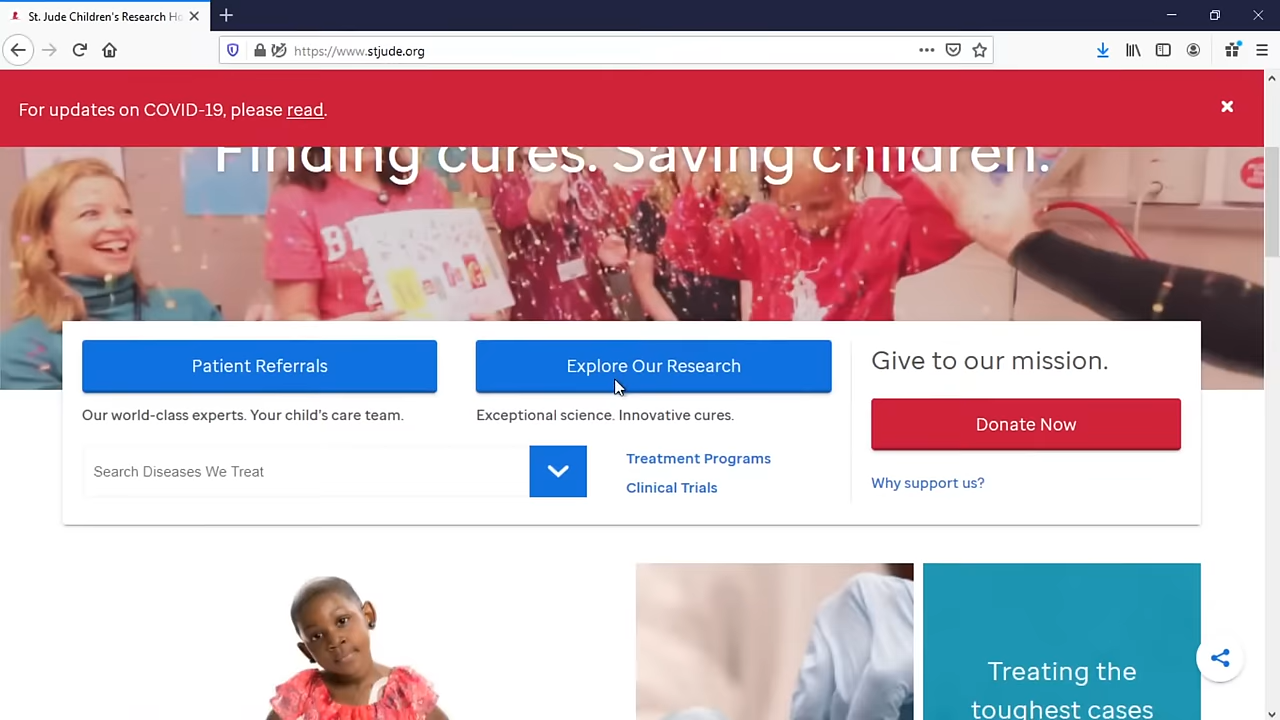 St. Jude Children's Research Ho
https://www.stjude.org
For updates on COVID-19, please read.
Finding cures. Saving children.
Patient Referrals
Explore Our Research
Give to our mission.
Our world-class experts. Your child's care team.
Exceptional science. Innovative cures.
Donate Now
Search Diseases We Treat
Treatment Programs
Clinical Trials
Why support us?
Treating the
toughest cases